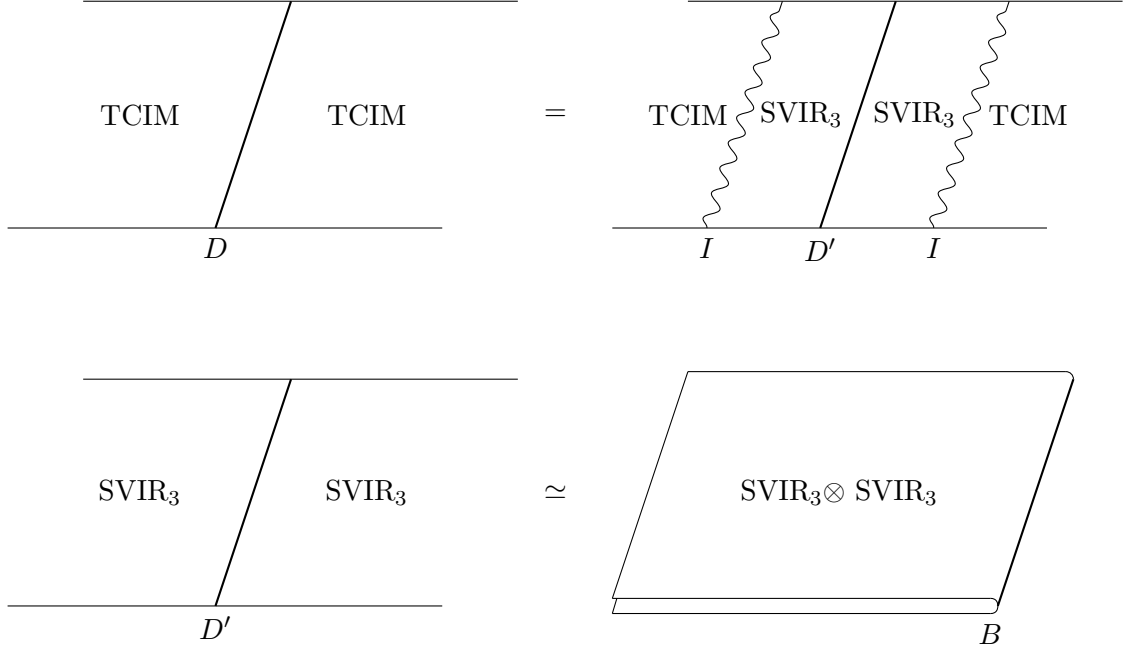 TCIM TCIM = TCIM SVIR₃ SVIR₃ TCIM
D I D′ I
SVIR₃ SVIR₃ ≃ SVIR₃⊗ SVIR₃
D′ B